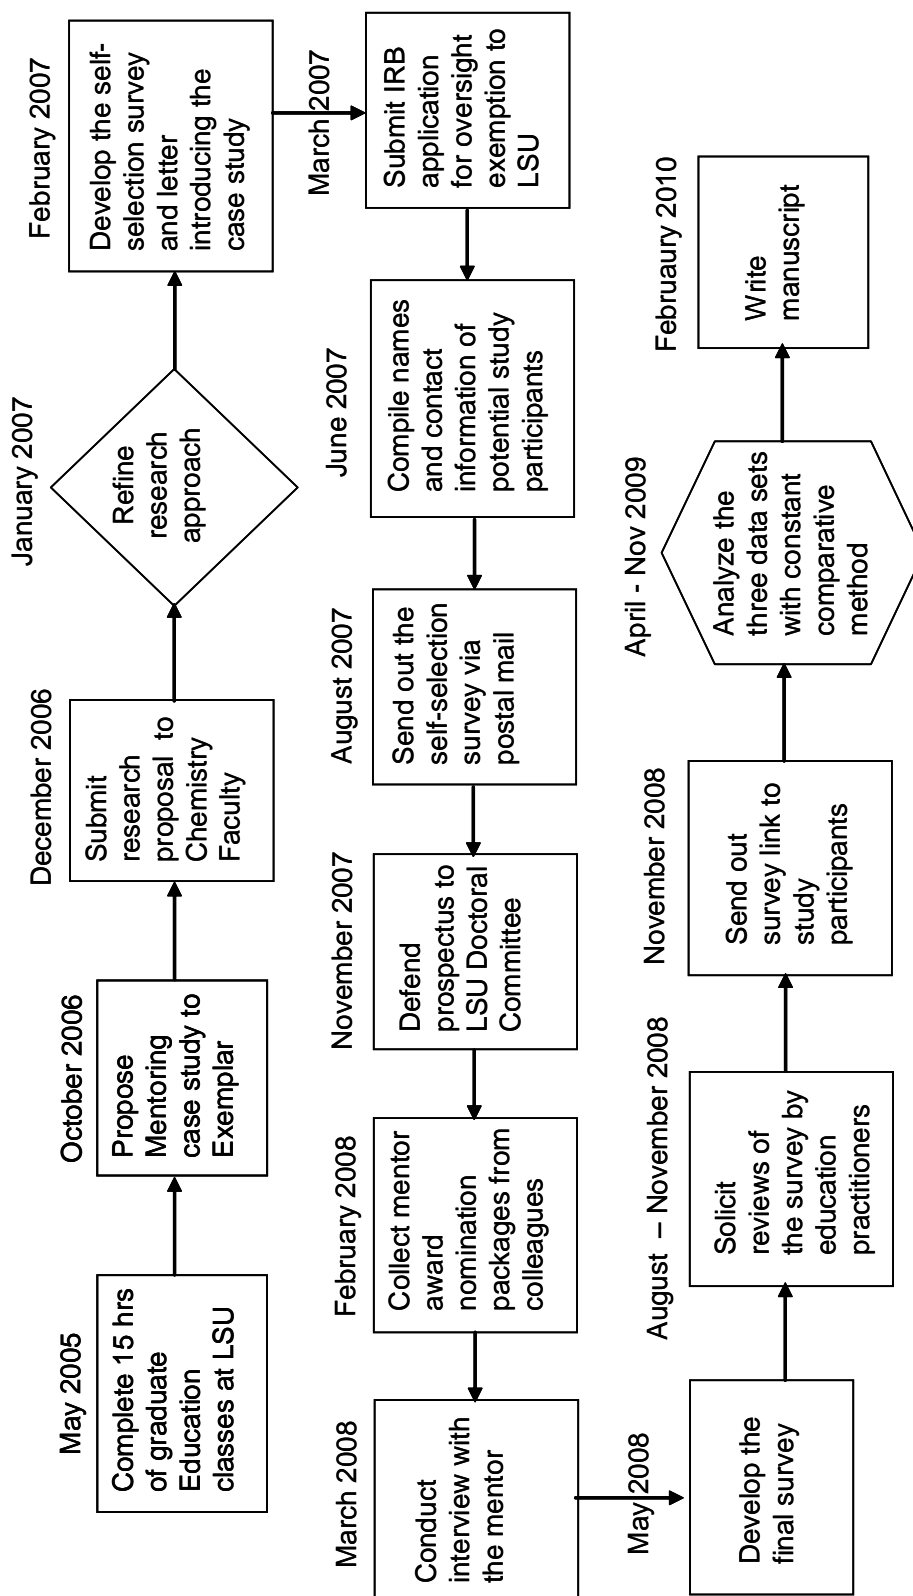 May 2005
Complete 15 hrs
of graduate
Education
classes at LSU
October 2006
Propose
Mentoring
case study to
Exemplar
December 2006
Submit
research
proposal to
Chemistry
Faculty
January 2007
Refine
research
approach
February 2007
Develop the self-
selection survey
and letter
introducing the
case study
March 2007
Submit IRB
application
for oversight
exemption to
LSU
June 2007
Compile names
and contact
information of
potential study
participants
August 2007
Send out the
self-selection
survey via
postal mail
November 2007
Defend
prospectus to
LSU Doctoral
Committee
February 2008
Collect mentor
award
nomination
packages from
colleagues
March 2008
Conduct
interview with
the mentor
May 2008
Develop the
final survey
August – November 2008
Solicit
reviews of
the survey by
education
practitioners
November 2008
Send out
survey link to
study
participants
April - Nov 2009
Analyze the
three data sets
with constant
comparative
method
Februaury 2010
Write
manuscript